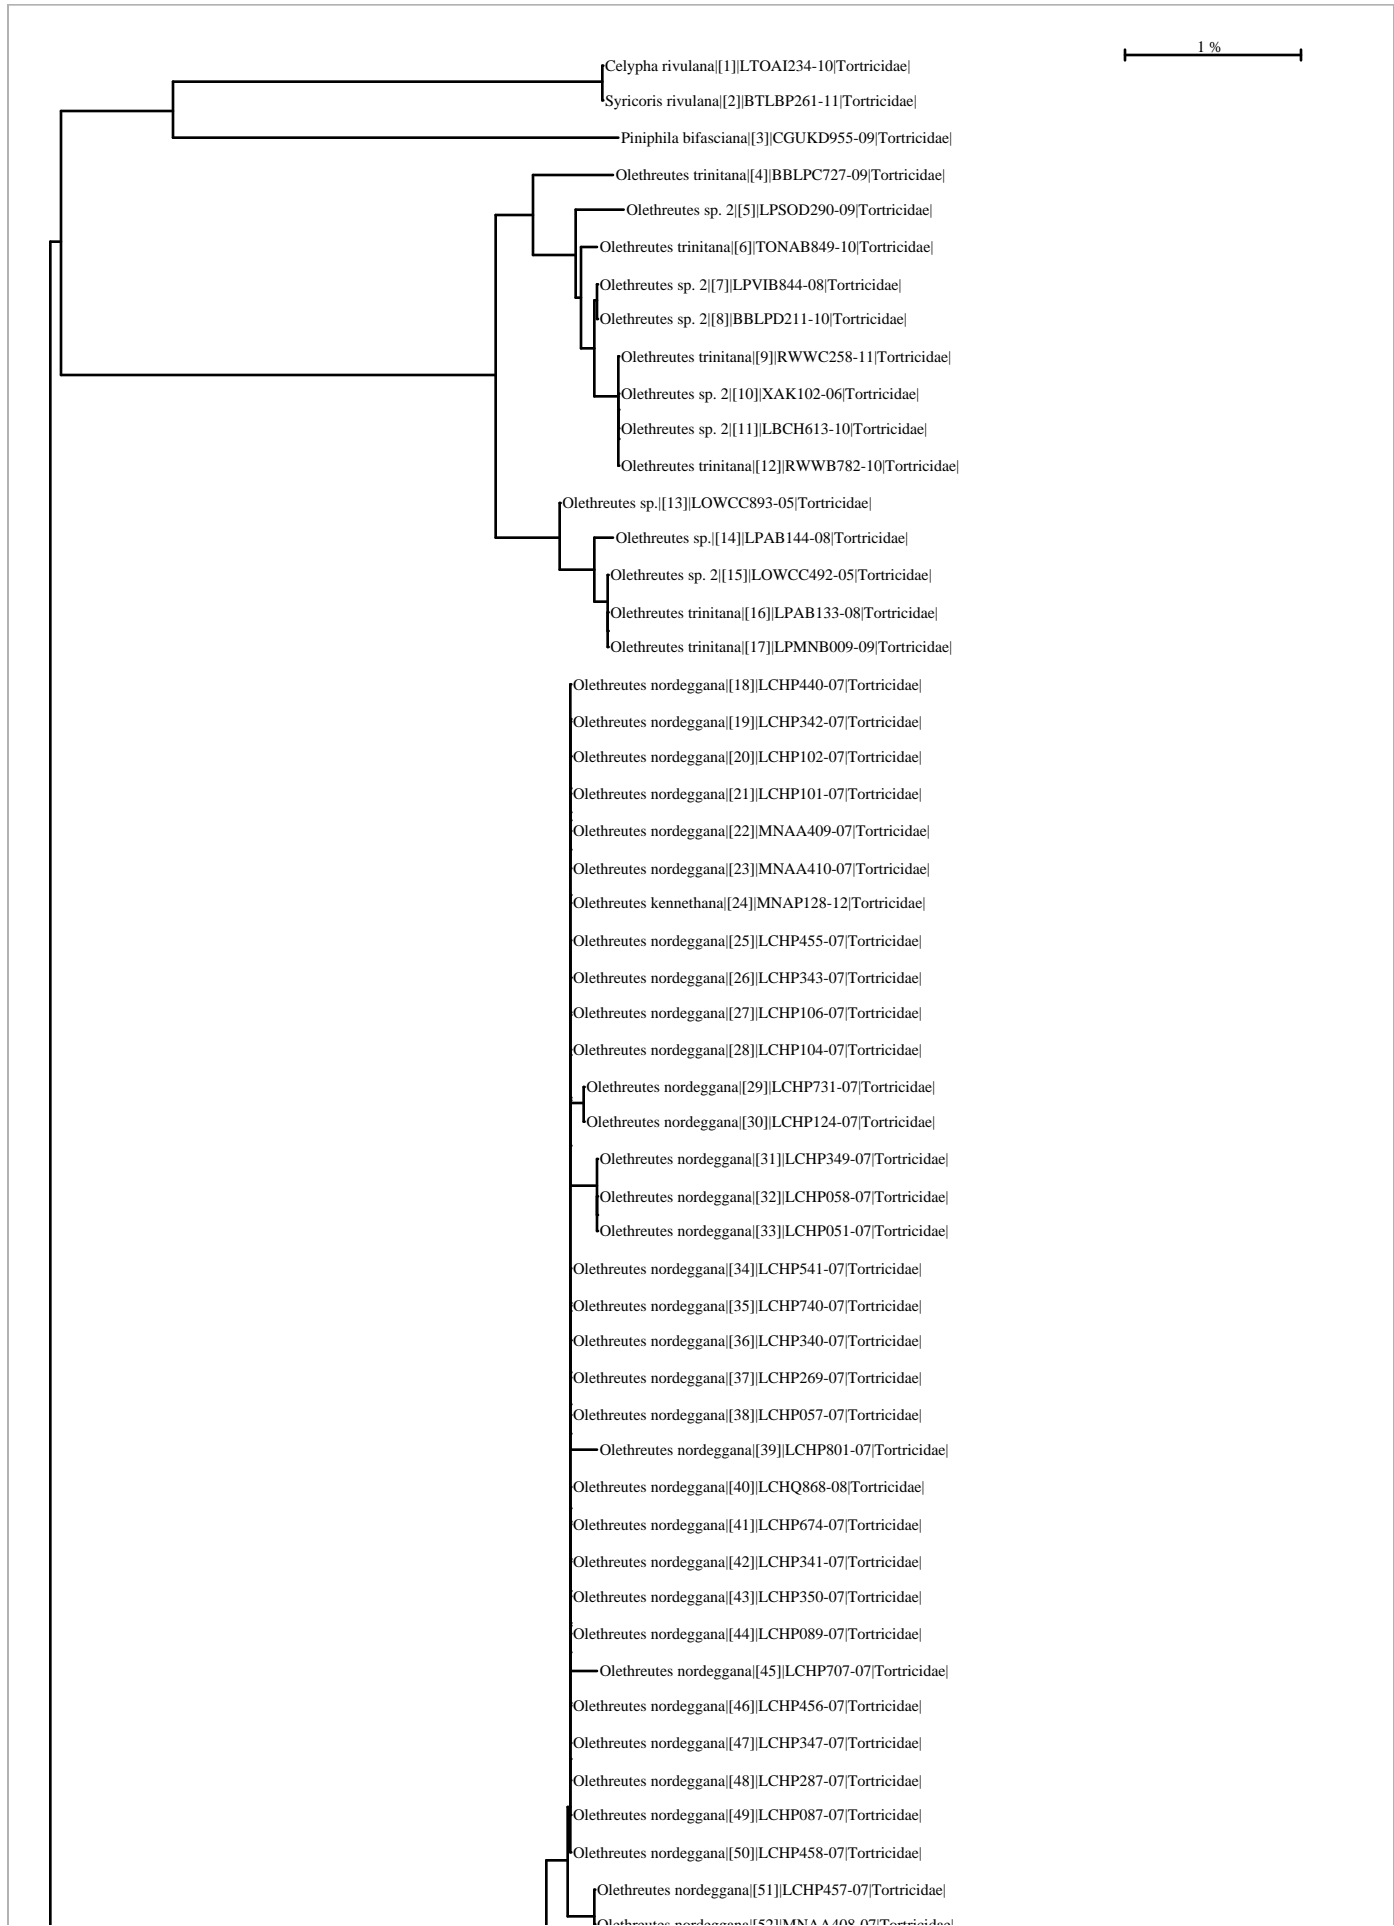 1 %
Celypha rivulana|[1]|LTOAI234-10|Tortricidae|
Syricoris rivulana|[2]|BTLBP261-11|Tortricidae|
Piniphila bifasciana|[3]|CGUKD955-09|Tortricidae|
Olethreutes trinitana|[4]|BBLPC727-09|Tortricidae|
Olethreutes sp. 2|[5]|LPSOD290-09|Tortricidae|
Olethreutes trinitana|[6]|TONAB849-10|Tortricidae|
Olethreutes sp. 2|[7]|LPVIB844-08|Tortricidae|
Olethreutes sp. 2|[8]|BBLPD211-10|Tortricidae|
Olethreutes trinitana|[9]|RWWC258-11|Tortricidae|
Olethreutes sp. 2|[10]|XAK102-06|Tortricidae|
Olethreutes sp. 2|[11]|LBCH613-10|Tortricidae|
Olethreutes trinitana|[12]|RWWB782-10|Tortricidae|
Olethreutes sp.|[13]|LOWCC893-05|Tortricidae|
Olethreutes sp.|[14]|LPAB144-08|Tortricidae|
Olethreutes sp. 2|[15]|LOWCC492-05|Tortricidae|
Olethreutes trinitana|[16]|LPAB133-08|Tortricidae|
Olethreutes trinitana|[17]|LPMNB009-09|Tortricidae|
Olethreutes nordeggana|[18]|LCHP440-07|Tortricidae|
Olethreutes nordeggana|[19]|LCHP342-07|Tortricidae|
Olethreutes nordeggana|[20]|LCHP102-07|Tortricidae|
Olethreutes nordeggana|[21]|LCHP101-07|Tortricidae|
Olethreutes nordeggana|[22]|MNAA409-07|Tortricidae|
Olethreutes nordeggana|[23]|MNAA410-07|Tortricidae|
Olethreutes kennethana|[24]|MNAP128-12|Tortricidae|
Olethreutes nordeggana|[25]|LCHP455-07|Tortricidae|
Olethreutes nordeggana|[26]|LCHP343-07|Tortricidae|
Olethreutes nordeggana|[27]|LCHP106-07|Tortricidae|
Olethreutes nordeggana|[28]|LCHP104-07|Tortricidae|
Olethreutes nordeggana|[29]|LCHP731-07|Tortricidae|
Olethreutes nordeggana|[30]|LCHP124-07|Tortricidae|
Olethreutes nordeggana|[31]|LCHP349-07|Tortricidae|
Olethreutes nordeggana|[32]|LCHP058-07|Tortricidae|
Olethreutes nordeggana|[33]|LCHP051-07|Tortricidae|
Olethreutes nordeggana|[34]|LCHP541-07|Tortricidae|
Olethreutes nordeggana|[35]|LCHP740-07|Tortricidae|
Olethreutes nordeggana|[36]|LCHP340-07|Tortricidae|
Olethreutes nordeggana|[37]|LCHP269-07|Tortricidae|
Olethreutes nordeggana|[38]|LCHP057-07|Tortricidae|
Olethreutes nordeggana|[39]|LCHP801-07|Tortricidae|
Olethreutes nordeggana|[40]|LCHQ868-08|Tortricidae|
Olethreutes nordeggana|[41]|LCHP674-07|Tortricidae|
Olethreutes nordeggana|[42]|LCHP341-07|Tortricidae|
Olethreutes nordeggana|[43]|LCHP350-07|Tortricidae|
Olethreutes nordeggana|[44]|LCHP089-07|Tortricidae|
Olethreutes nordeggana|[45]|LCHP707-07|Tortricidae|
Olethreutes nordeggana|[46]|LCHP456-07|Tortricidae|
Olethreutes nordeggana|[47]|LCHP347-07|Tortricidae|
Olethreutes nordeggana|[48]|LCHP287-07|Tortricidae|
Olethreutes nordeggana|[49]|LCHP087-07|Tortricidae|
Olethreutes nordeggana|[50]|LCHP458-07|Tortricidae|
Olethreutes nordeggana|[51]|LCHP457-07|Tortricidae|
Olethreutes nordeggana|[52]|MNAA408-07|Tortricidae|